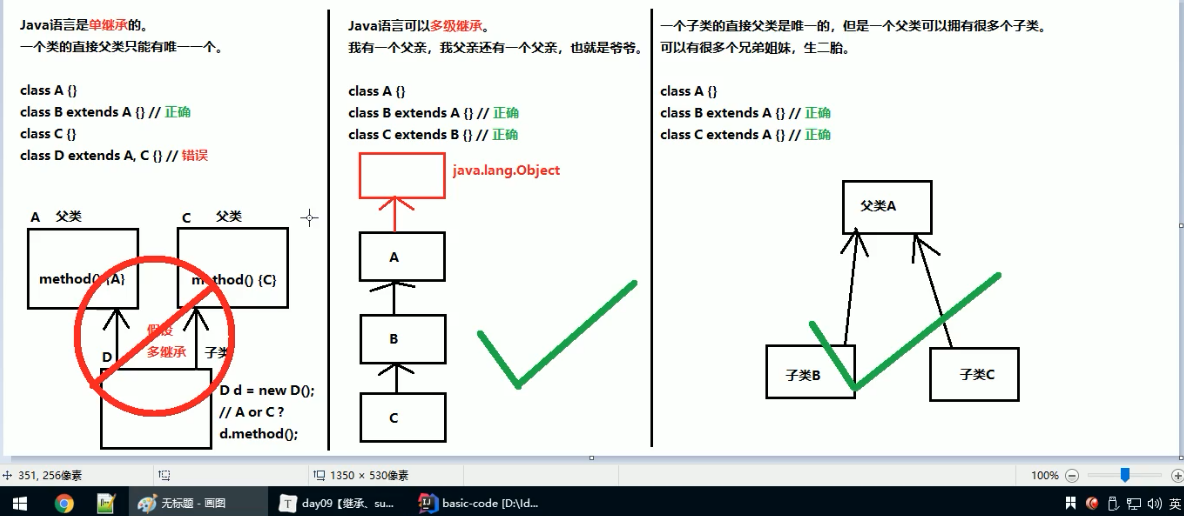 Java语言是单继承的。
一个类的直接父类只能有唯一一个。
class A {}
class B extends A {} // 正确
class C {}
class D extends A, C {} // 错误
A 父类
C 父类
method() {A}
method() {C}
假设
多继承
D
子类
D d = new D();
// A or C ?
d.method();
Java语言可以多级继承。
我有一个父亲，我父亲还有一个父亲，也就是爷爷。
class A {}
class B extends A {} // 正确
class C extends B {} // 正确
java.lang.Object
A
B
C
一个子类的直接父类是唯一的，但是一个父类可以拥有很多个子类。
可以有很多个兄弟姐妹，生二胎。
class A {}
class B extends A {} // 正确
class C extends A {} // 正确
父类A
子类B
子类C
351, 256像素
1350 × 530像素
100%
无标题 - 画图
day09【继承、su...
basic-code [D:\Id...
英